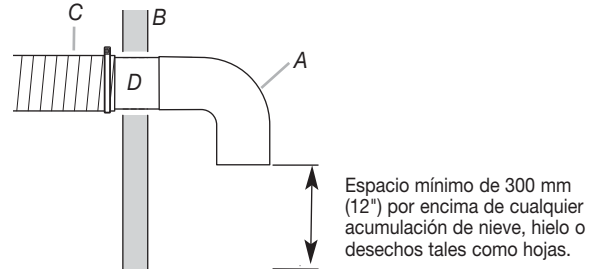 C
B
A
D
Espacio mínimo de 300 mm
(12") por encima de cualquier
acumulación de nieve, hielo o
desechos tales como hojas.